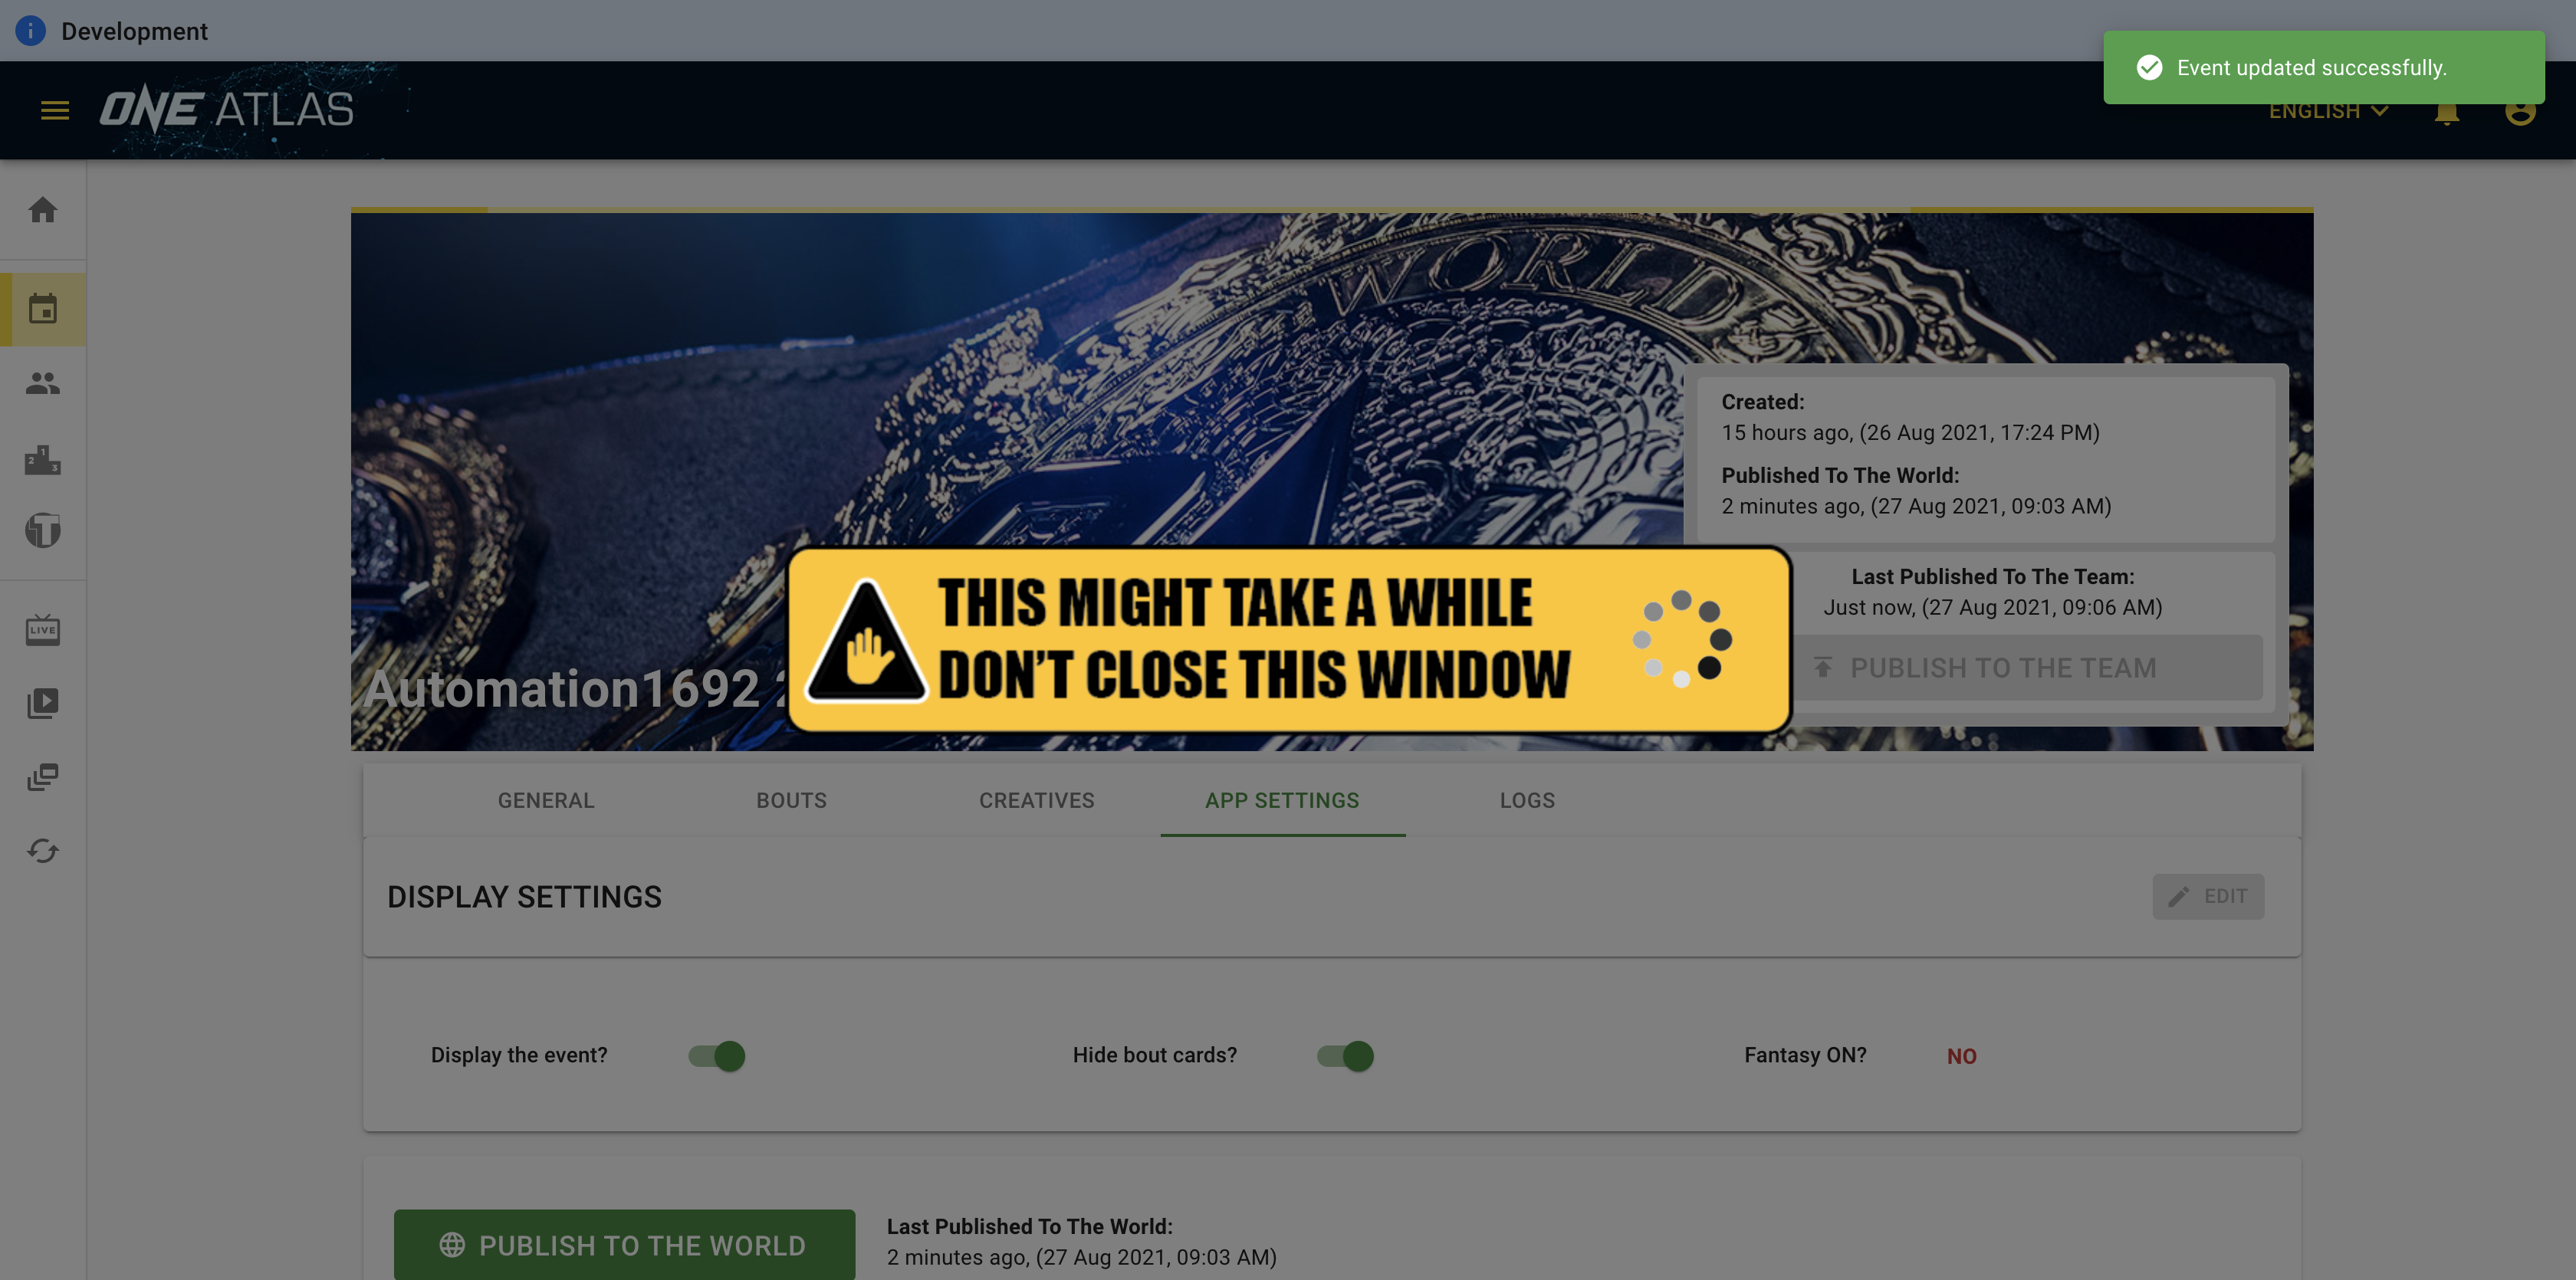 Development
Event updated successfully.
ONE ATLAS
ENGLISH
WORLD
Created:
15 hours ago, (26 Aug 2021, 17:24 PM)
Published To The World:
2 minutes ago, (27 Aug 2021, 09:03 AM)
Last Published To The Team:
Just now, (27 Aug 2021, 09:06 AM)
PUBLISH TO THE TEAM
THIS MIGHT TAKE A WHILE
DON'T CLOSE THIS WINDOW
Automation1692
2 1 3
LIVE
GENERAL BOUTS CREATIVES APP SETTINGS LOGS
DISPLAY SETTINGS
EDIT
Display the event? Hide bout cards? Fantasy ON? NO
PUBLISH TO THE WORLD
Last Published To The World:
2 minutes ago, (27 Aug 2021, 09:03 AM)